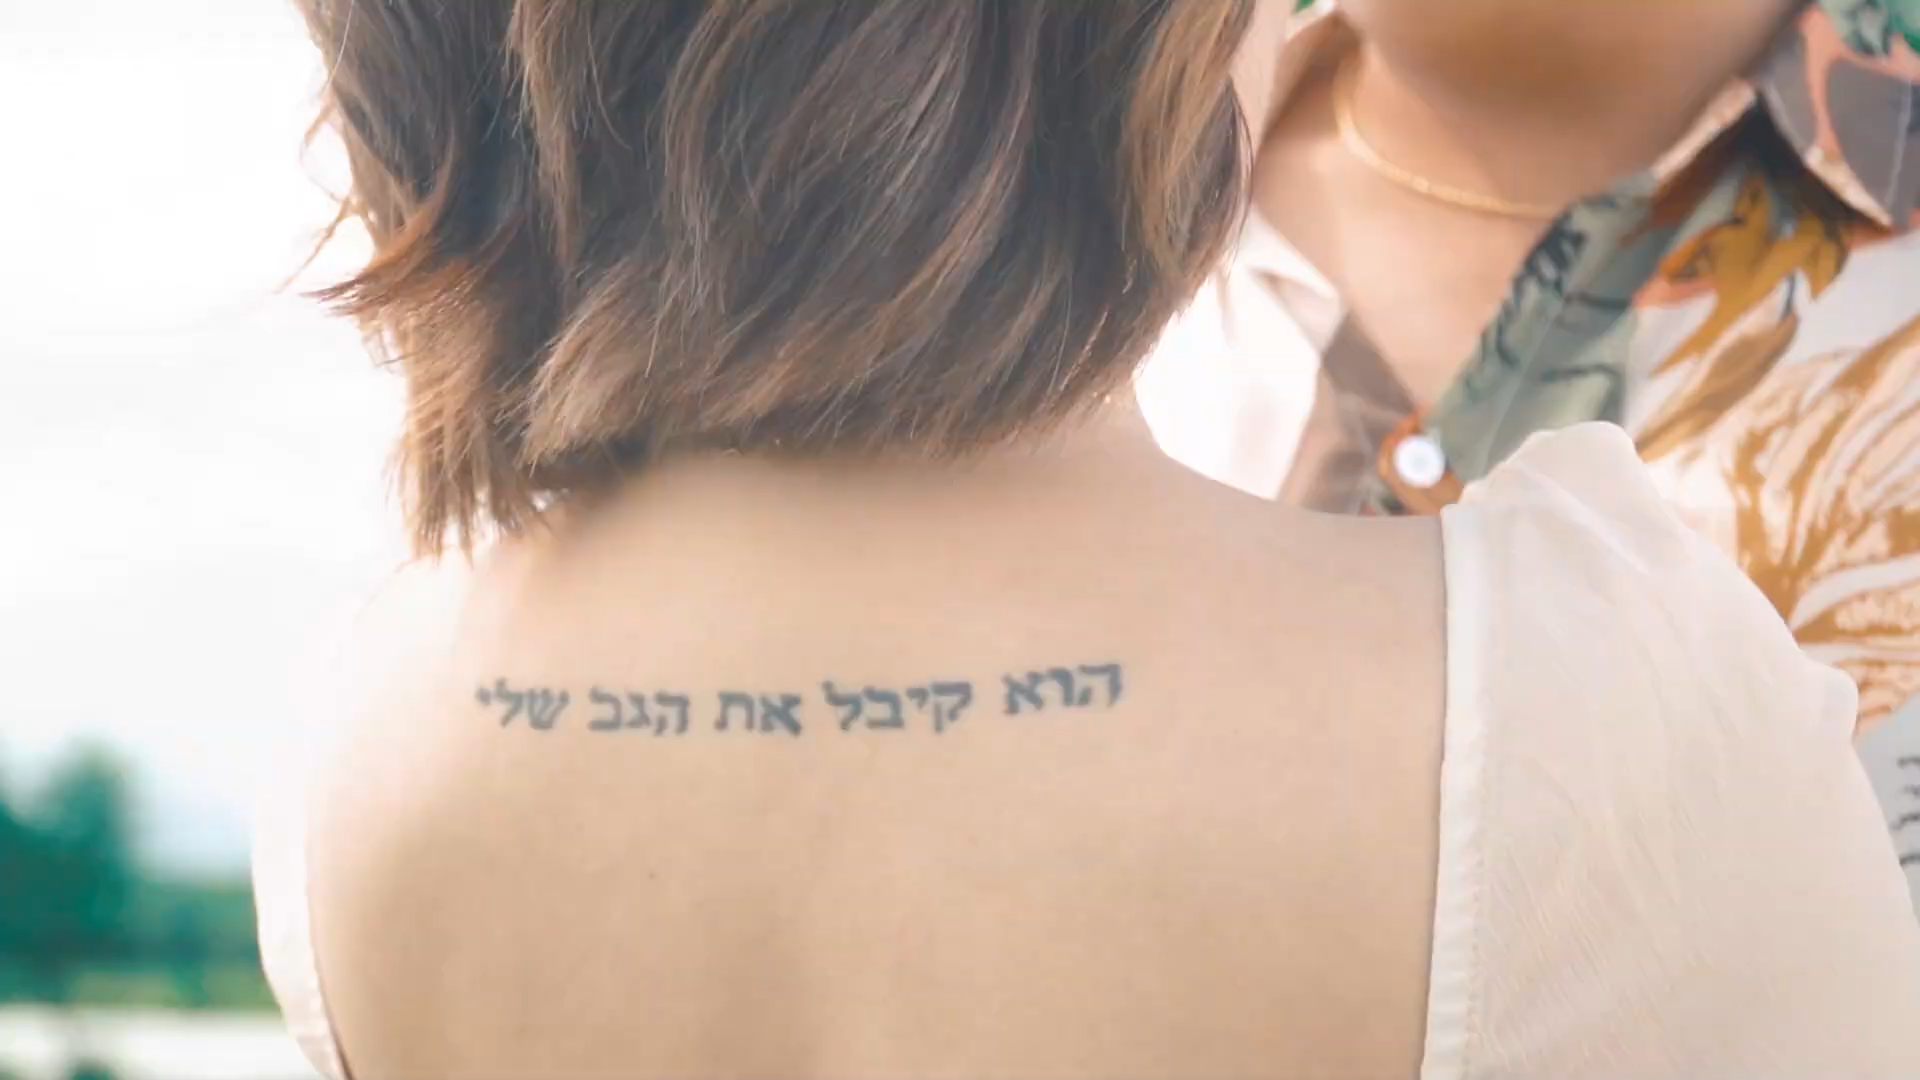 הוא קיבל את הגב שלי